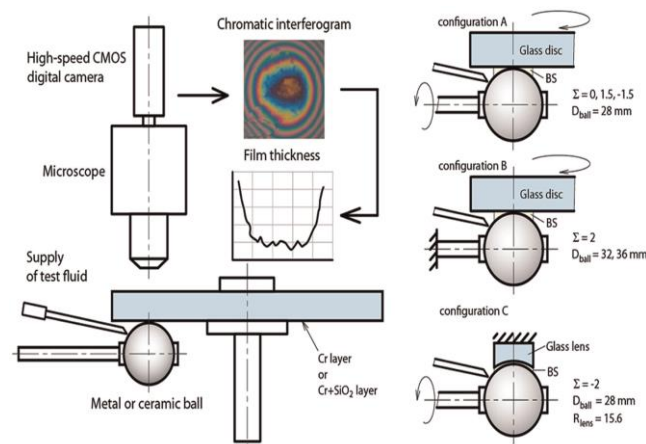 High-speed CMOS
digital camera
Microscope
Supply
of test fluid
Metal or ceramic ball
Chromatic interferogram
Film thickness
Cr layer
or
Cr+SiO2 layer
configuration A
Glass disc
BS
Σ = 0, 1.5, -1.5
Dball = 28 mm
configuration B
Glass disc
BS
Σ = 2
Dball = 32, 36 mm
configuration C
Glass lens
BS
Σ = -2
Dball = 28 mm
Rlens = 15.6